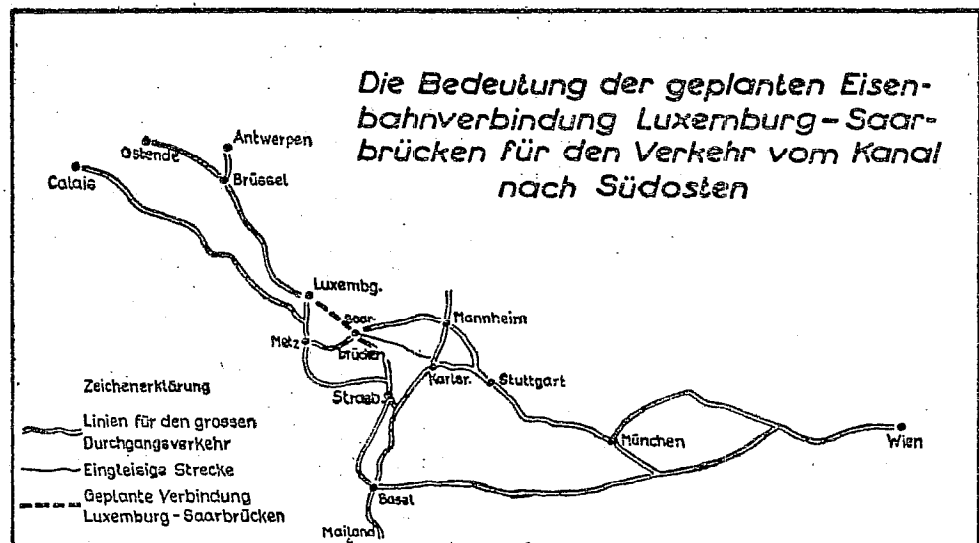 Die Bedeutung der geplanten Eisen-
bahnverbindung Luxemburg-Saar-
brücken für den Verkehr vom Kanal
nach Südosten
Antwerpen
Ostende
Brüssel
Calais
Luxembg.
Saar-
brücken
Mannheim
Metz
Karlsr.
Stuttgart
Strasb.
München
Wien
Basel
Mailand
Zeichenerklärung
Linien für den grossen
Durchgangsverkehr
Eingleisige Strecke
Geplante Verbindung
Luxemburg-Saarbrücken